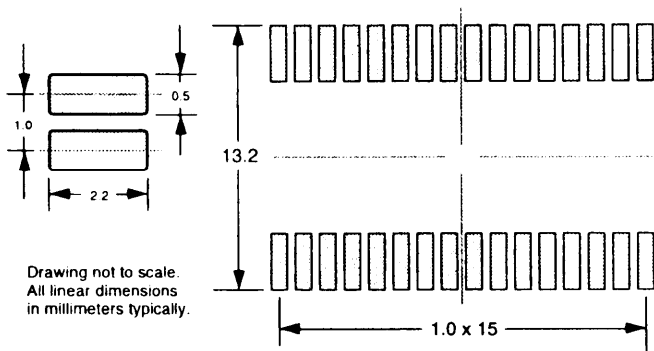 0.5
1.0
2.2
13.2
Drawing not to scale.
All linear dimensions
in millimeters typically.
1.0 x 15